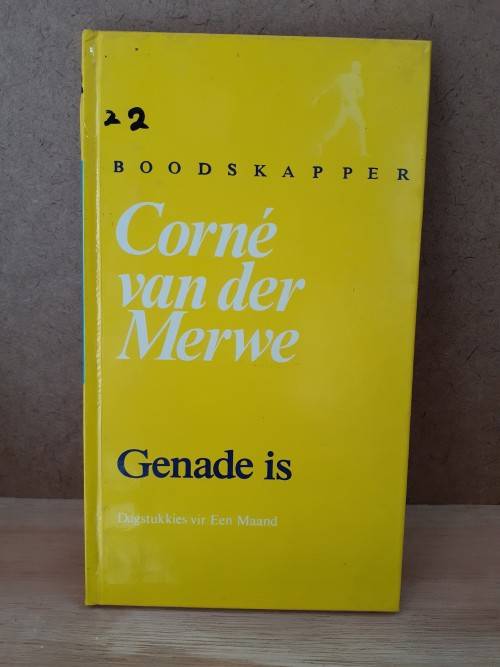 22
BOODSKAPPER
Corné
van der
Merwe
Genade is
Dagstukkies vir Een Maand